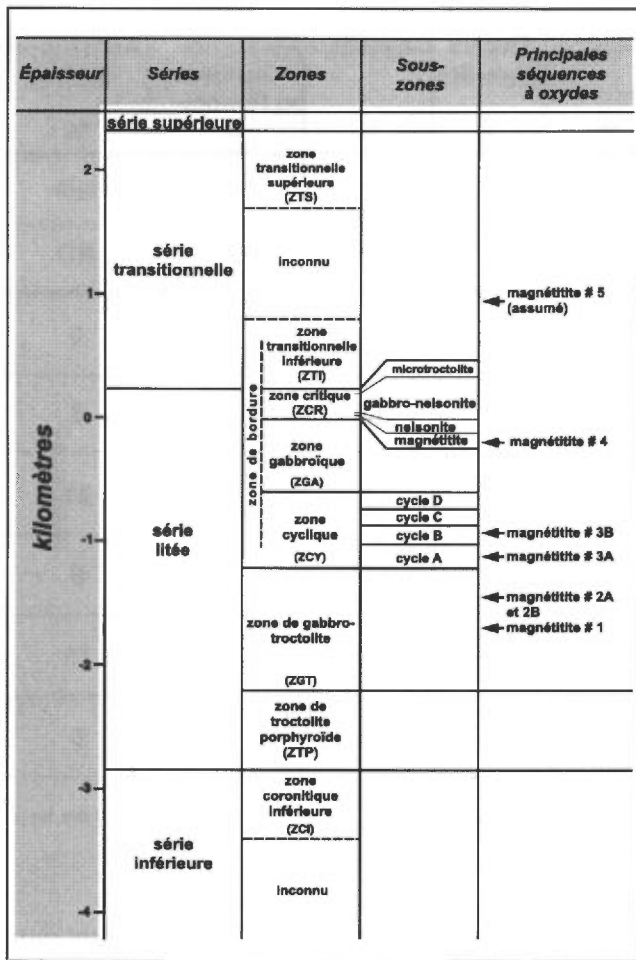 Épaisseur
Séries
Zones
Sous-
zones
Principales
séquences
à oxydes
kilomètres
2
1
0
-1
-2
-3
-4
série supérieure
série
transitionnelle
série
litée
série
inférieure
zone
transitionnelle
supérieure
(ZTS)
inconnu
zone
transitionnelle
inférieure
(ZTI)
zone de bordure
zone critique
(ZCR)
zone
gabbroïque
(ZGA)
zone
cyclique
(ZCY)
zone de gabbro-
troctolite
(ZGT)
zone de
troctolite
porphyroïde
(ZTP)
zone
coronitique
inférieure
(ZCI)
inconnu
microtroctolite
gabbro-nelsonite
nelsonite
magnétitite
cycle D
cycle C
cycle B
cycle A
magnétitite # 5
(assumé)
magnétitite # 4
magnétitite # 3B
magnétitite # 3A
magnétitite # 2A
et 2B
magnétitite # 1